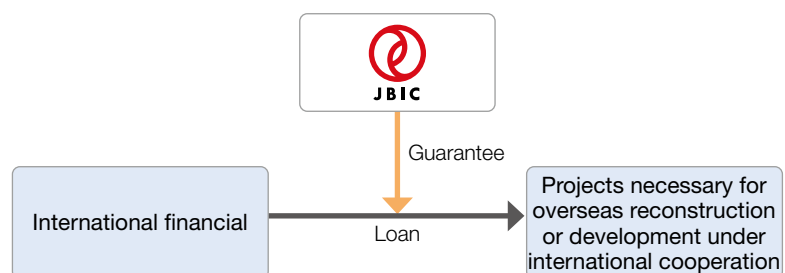 JBIC
Guarantee
International financial
Loan
Projects necessary for
overseas reconstruction
or development under
international cooperation